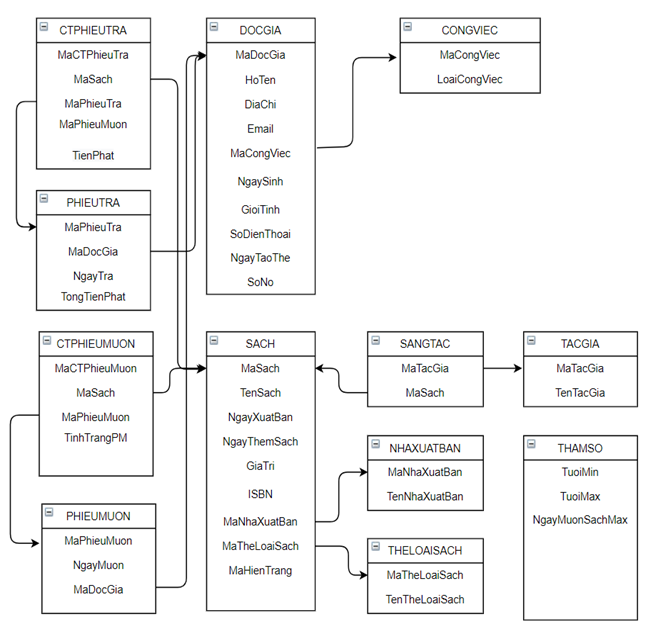 CTPHIEUTRA
MaCTPhieuTra
MaSach
MaPhieuTra
MaPhieuMuon
TienPhat
DOCGIA
MaDocGia
HoTen
DiaChi
Email
MaCongViec
NgaySinh
GioiTinh
SoDienThoai
NgayTaoThe
SoNo
CONGVIEC
MaCongViec
LoaiCongViec
PHIEUTRA
MaPhieuTra
MaDocGia
NgayTra
TongTienPhat
CTPHIEUMUON
MaCTPhieuMuon
MaSach
MaPhieuMuon
TinhTrangPM
SACH
MaSach
TenSach
NgayXuatBan
NgayThemSach
GiaTri
ISBN
MaNhaXuatBan
MaTheLoaiSach
MaHienTrang
SANGTAC
MaTacGia
MaSach
TACGIA
MaTacGia
TenTacGia
NHAXUATBAN
MaNhaXuatBan
TenNhaXuatBan
THAMSO
TuoiMin
TuoiMax
NgayMuonSachMax
PHIEUMUON
MaPhieuMuon
NgayMuon
MaDocGia
THELOAISACH
MaTheLoaiSach
TenTheLoaiSach